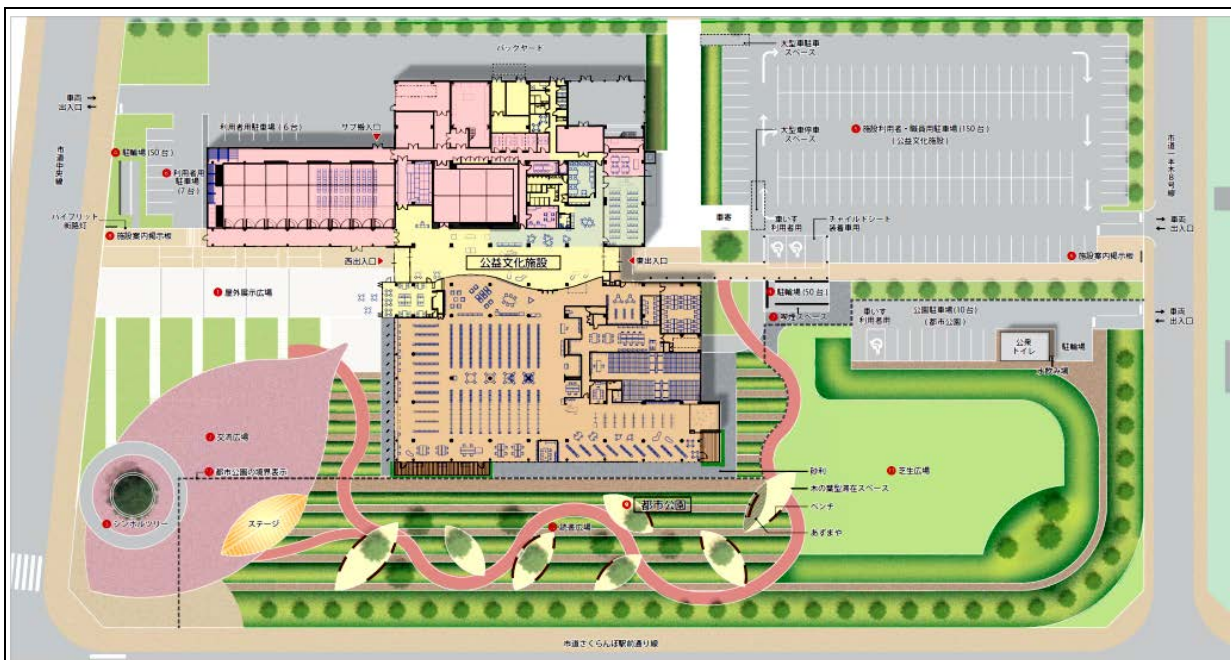 バックヤード
大型車駐車
スペース
車両
出入口
利用者用駐車場(6台)
サブ搬入口
駐輪場(50台)
利用者用
駐車場
(7台)
大型車停車
スペース
施設利用者・職員用駐車場(150台)
(公益文化施設)
市道中央線
市道一本木8号線
ハイブリット
街路灯
施設案内掲示板
車寄
車いす
利用者用
チャイルドシート
装着車用
車両
出入口
西出入口
公益文化施設
東出入口
施設案内掲示板
屋外展示広場
駐輪場(50台)
喫煙スペース
車いす
利用者用
公園駐車場(10台)
(都市公園)
車両
出入口
公衆
トイレ
駐輪場
水飲み場
交流広場
都市公園の境界表示
砂利
芝生広場
木の葉型滞在スペース
シンボルツリー
ステージ
都市公園
読書広場
ベンチ
あずまや
市道さくらんぼ駅前通り線